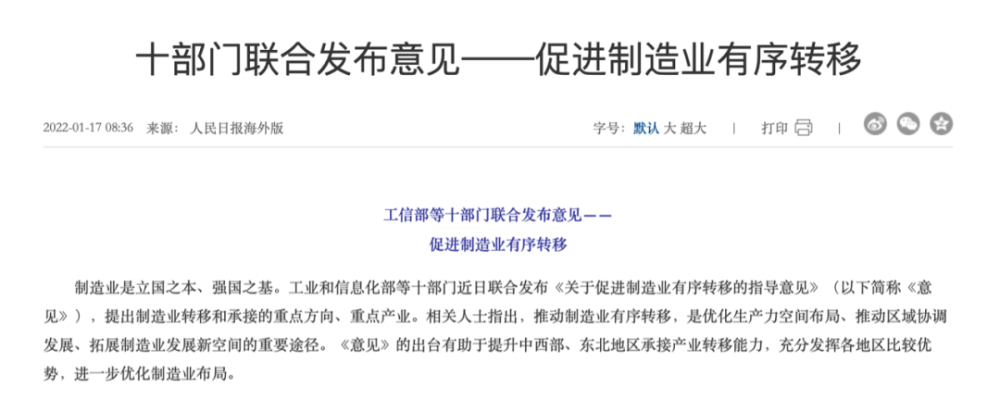 十部门联合发布意见——促进制造业有序转移
2022-01-17 08:36 来源： 人民日报海外版 字号：默认 大 超大 | 打印 |
工信部等十部门联合发布意见——
促进制造业有序转移
制造业是立国之本、强国之基。工业和信息化部等十部门近日联合发布《关于促进制造业有序转移的指导意见》（以下简称《意
见》），提出制造业转移和承接的重点方向、重点产业。相关人士指出，推动制造业有序转移，是优化生产力空间布局、推动区域协调
发展、拓展制造业发展新空间的重要途径。《意见》的出台有助于提升中西部、东北地区承接产业转移能力，充分发挥各地区比较优
势，进一步优化制造业布局。